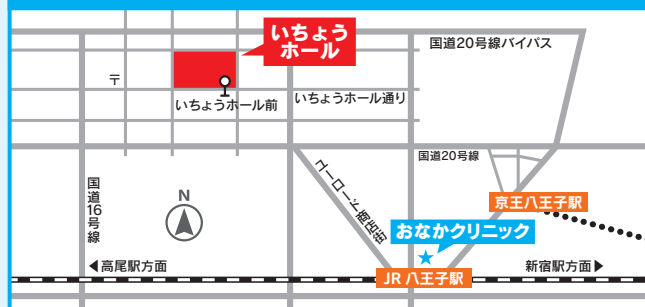 いちょう
ホール
国道20号線バイパス
〒
いちょうホール前
いちょうホール通り
国道20号線
国道16号線
N
ユーロード商店街
京王八王子駅
おなかクリニック
★
◀高尾駅方面
JR 八王子駅
新宿駅方面▶